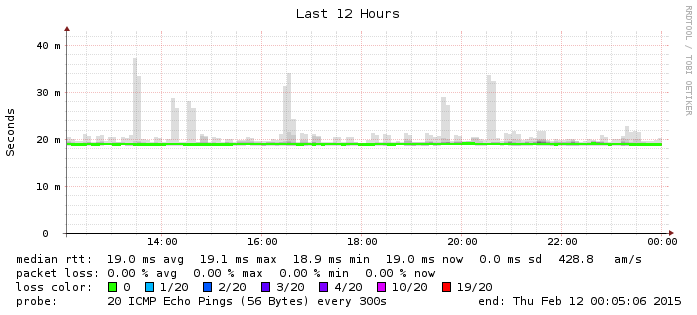 Last 12 Hours
RRDTOOL / TOBI OETIKER
Seconds
40 m
30 m
20 m
10 m
0
14:00 16:00 18:00 20:00 22:00 00:00
median rtt: 19.0 ms avg 19.1 ms max 18.9 ms min 19.0 ms now 0.0 ms sd 428.8 am/s
packet loss: 0.00 % avg 0.00 % max 0.00 % min 0.00 % now
loss color: 0 1/20 2/20 3/20 4/20 10/20 19/20
probe: 20 ICMP Echo Pings (56 Bytes) every 300s end: Thu Feb 12 00:05:06 2015